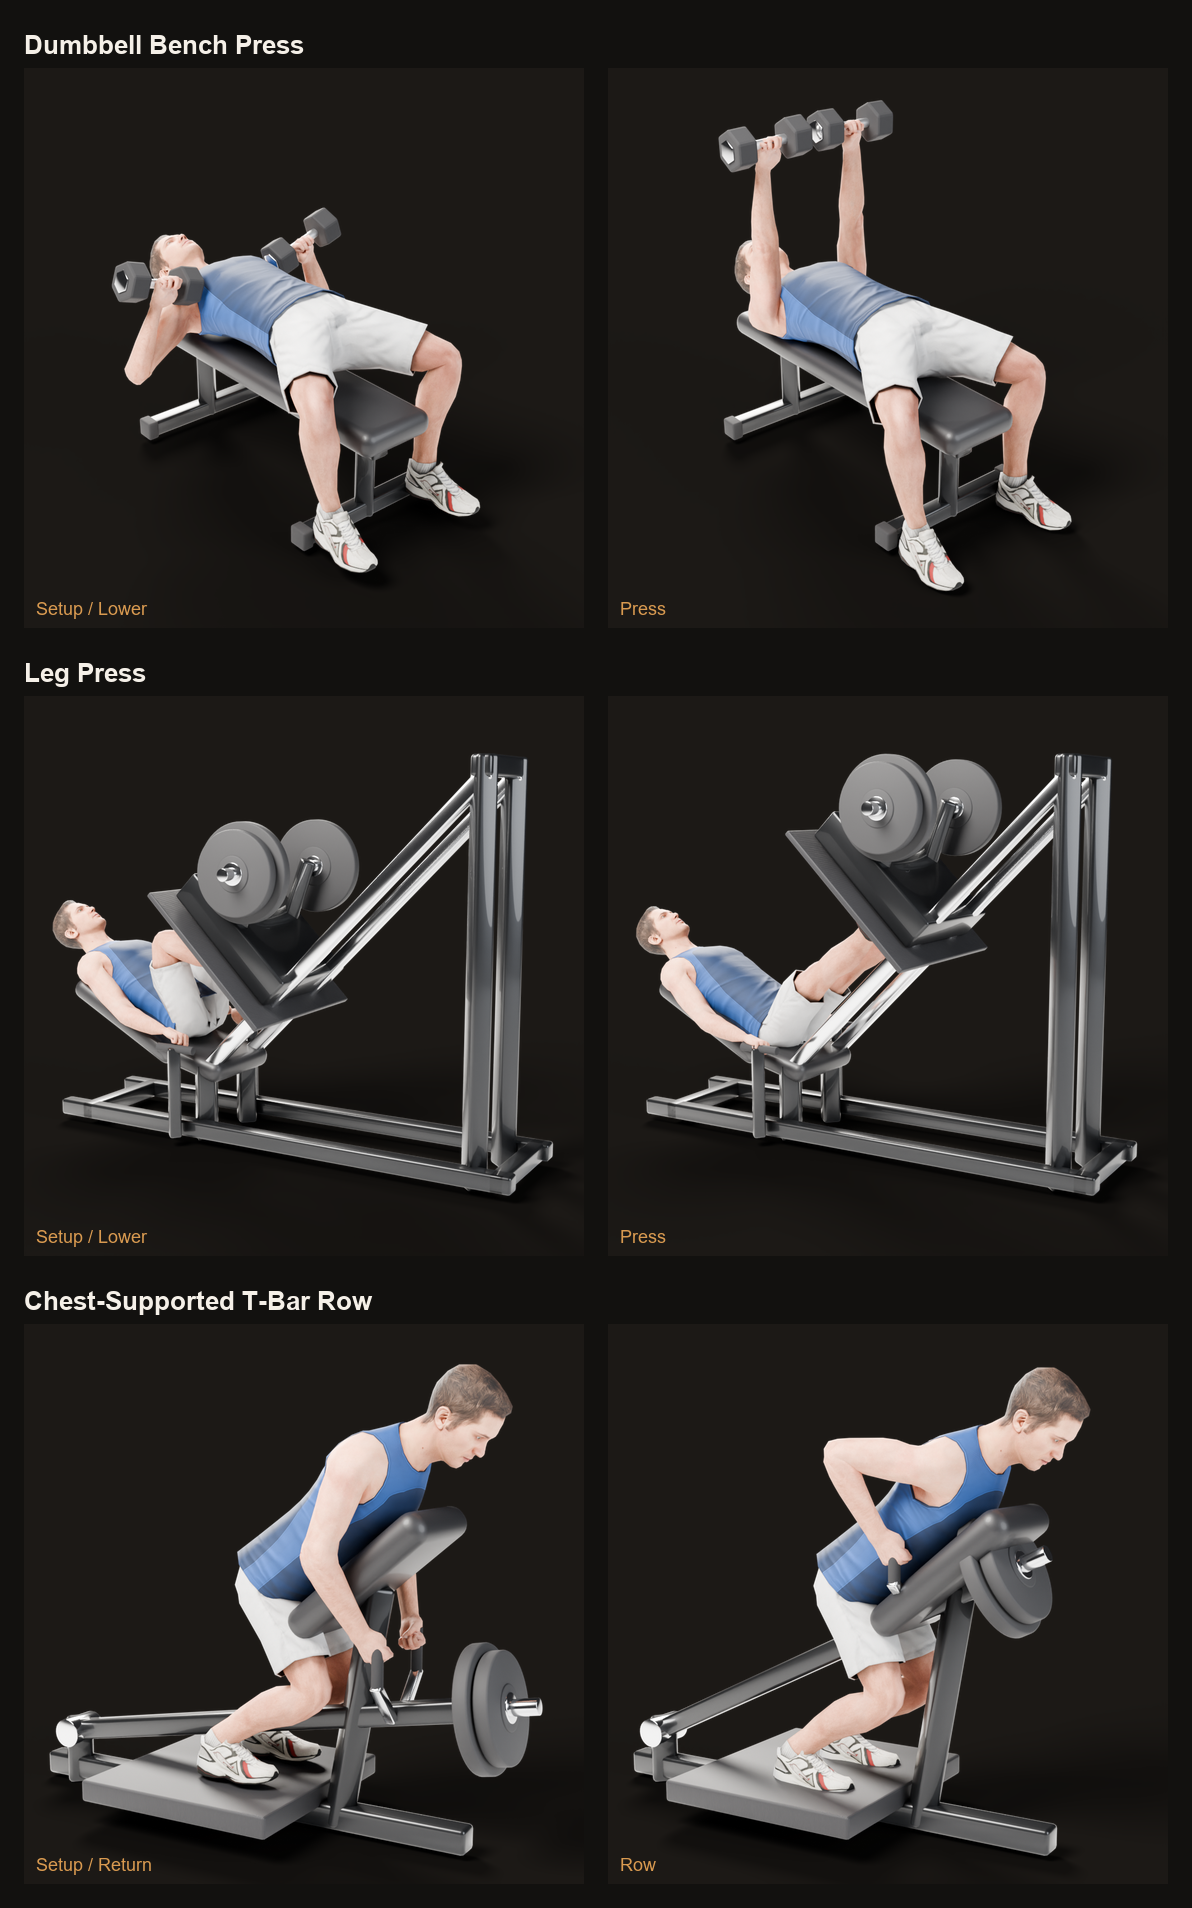 Dumbbell Bench Press
Setup / Lower
Press
Leg Press
Setup / Lower
Press
Chest-Supported T-Bar Row
Setup / Return
Row